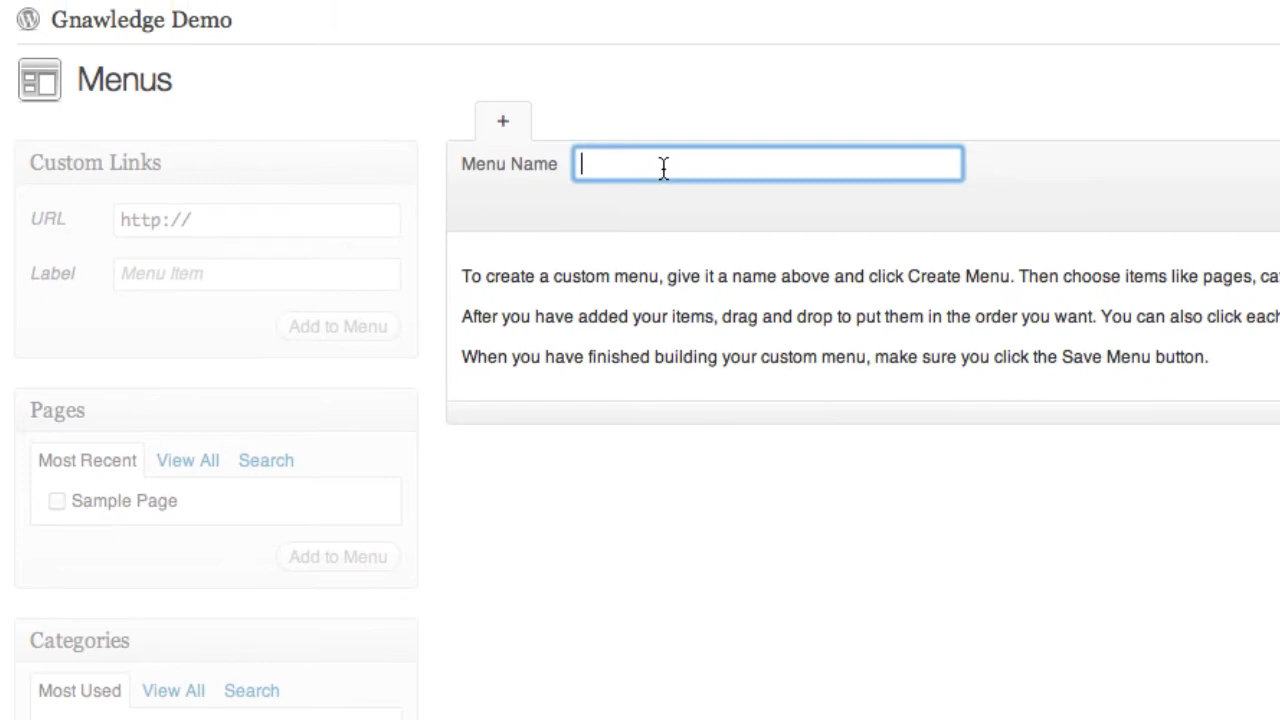 Gnawledge Demo
Menus
+
Custom Links
Menu Name
URL
http://
To create a custom menu, give it a name above and click Create Menu. Then choose items like pages,
Label
Menu Item
After you have added your items, drag and drop to put them in the order you want. You can also click each
Add to Menu
When you have finished building your custom menu, make sure you click the Save Menu button.
Pages
Most Recent View All Search
Sample Page
Add to Menu
Categories
Most Used View All Search